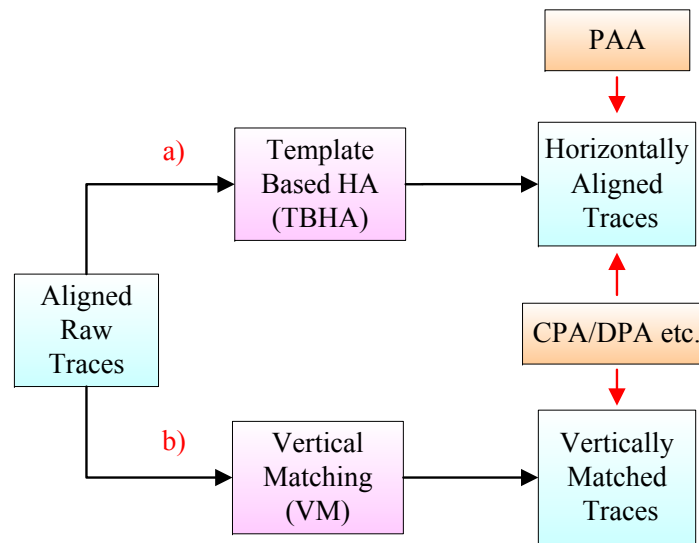 PAA
a)
Template
Based HA
(TBHA)
Horizontally
Aligned
Traces
Aligned
Raw
Traces
CPA/DPA etc.
b)
Vertical
Matching
(VM)
Vertically
Matched
Traces